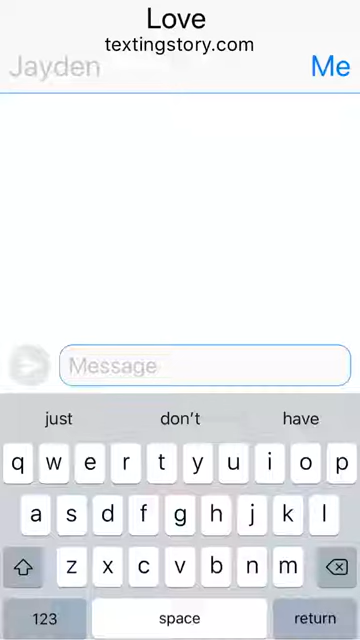 Love
textingstory.com
Jayden Me
Message
just don't have
q w e r t y u i o p
a s d f g h j k l
z x c v b n m
123 space return